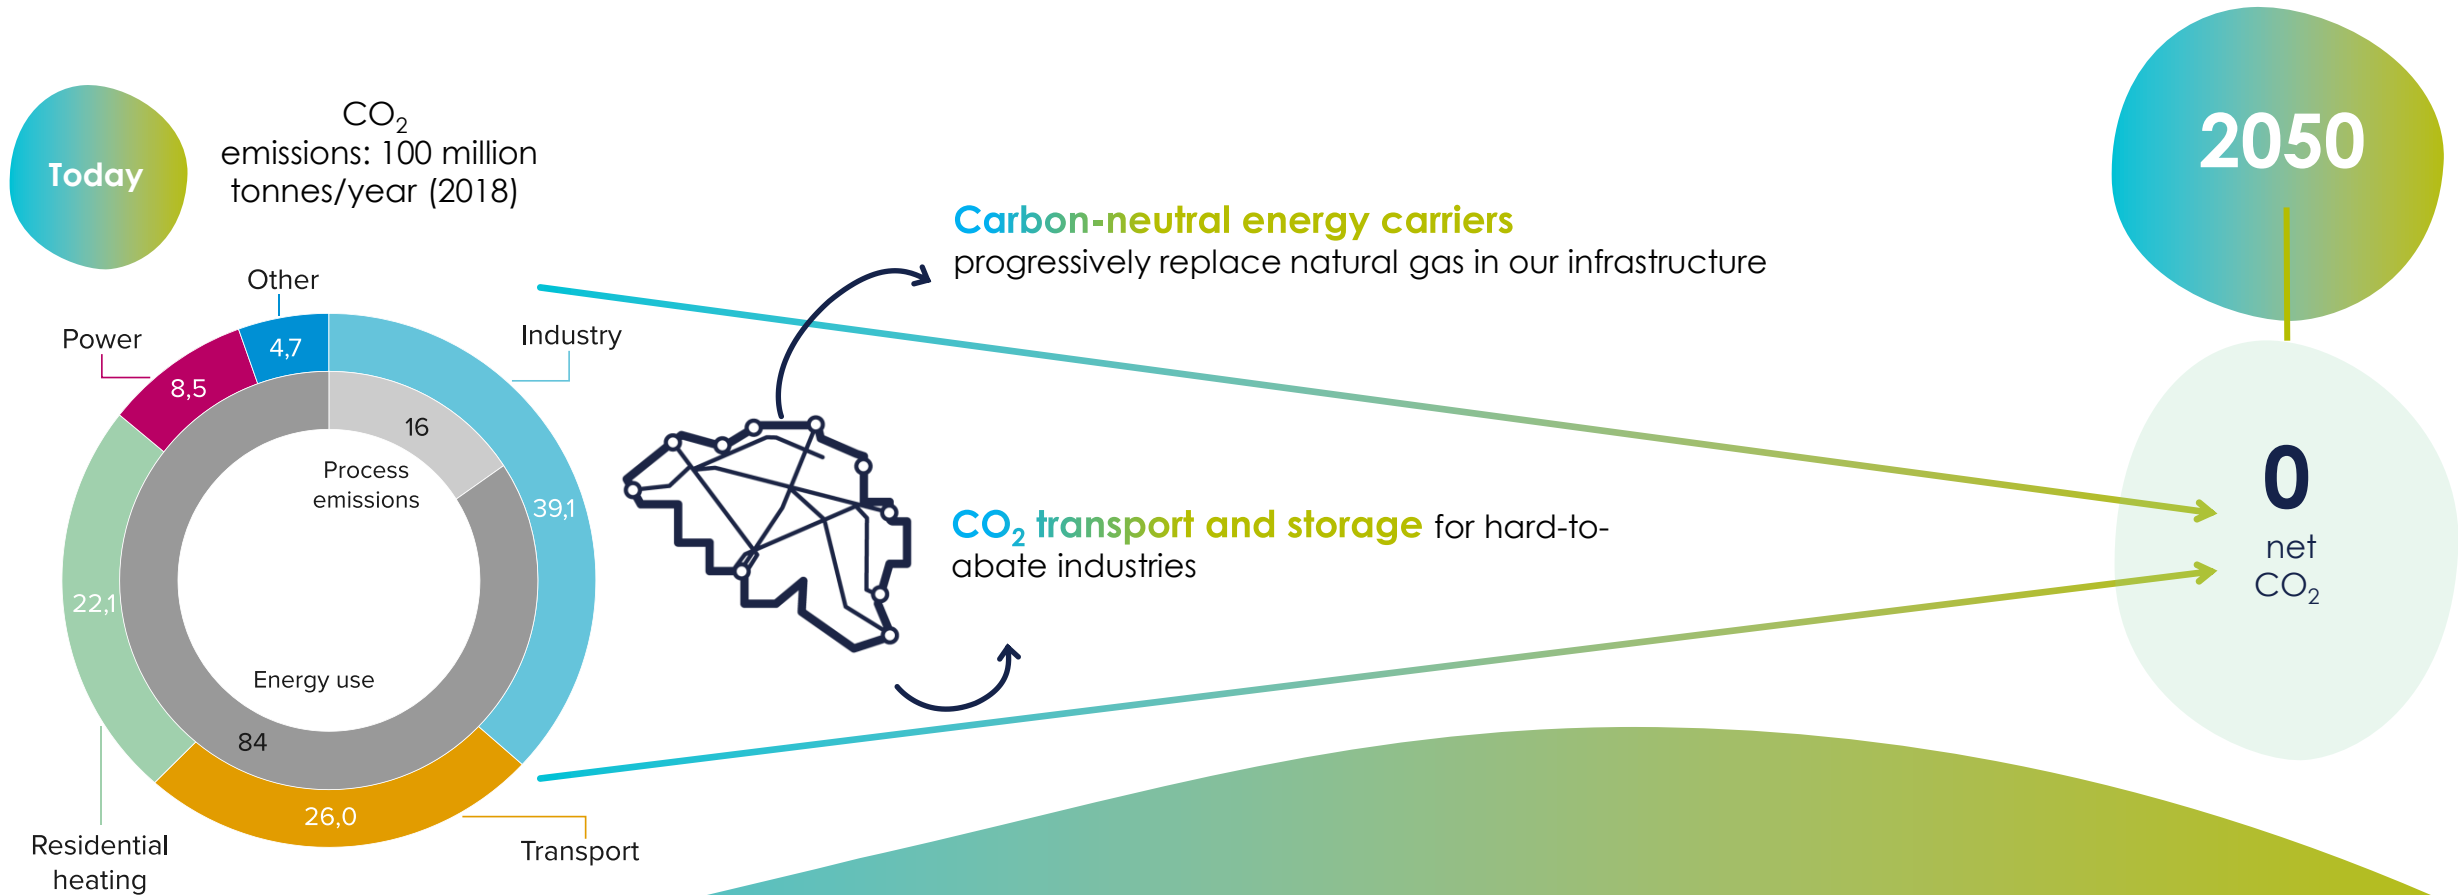 Today
CO₂
emissions: 100 million
tonnes/year (2018)
Other
4,7
Power
8,5
Industry
39,1
16
Process
emissions
22,1
Energy use
84
26,0
Residential
heating
Transport
Carbon-neutral energy carriers
progressively replace natural gas in our infrastructure
CO₂ transport and storage for hard-to-
abate industries
2050
0
net
CO₂